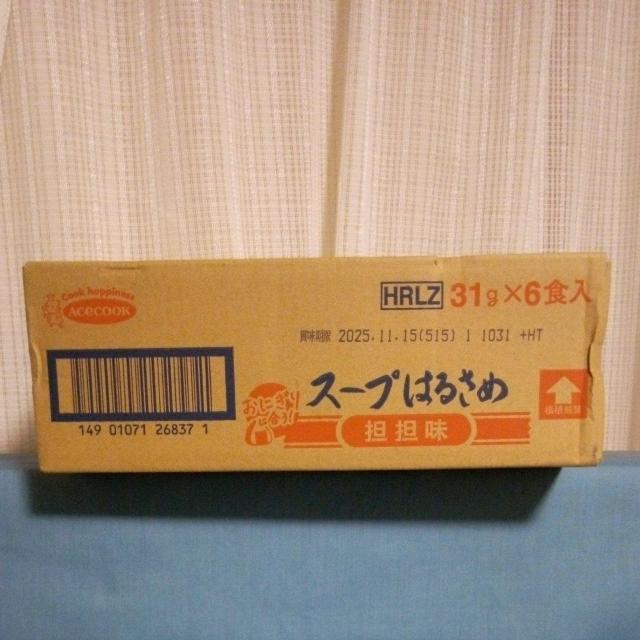 Cook happiness
ACECOOK
HRLZ 31g×6食入
賞味期限 2025.11.15(515) 1 1031 +HT
149 01071 26837 1
おにぎり
に合う!
スープはるさめ
担担味